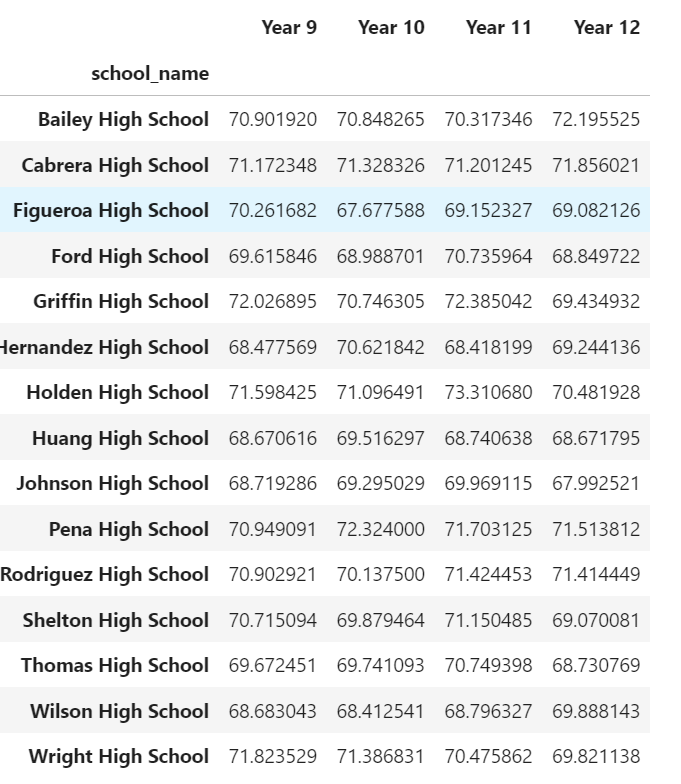 Year 9 Year 10 Year 11 Year 12
school_name
Bailey High School 70.901920 70.848265 70.317346 72.195525
Cabrera High School 71.172348 71.328326 71.201245 71.856021
Figueroa High School 70.261682 67.677588 69.152327 69.082126
Ford High School 69.615846 68.988701 70.735964 68.849722
Griffin High School 72.026895 70.746305 72.385042 69.434932
Hernandez High School 68.477569 70.621842 68.418199 69.244136
Holden High School 71.598425 71.096491 73.310680 70.481928
Huang High School 68.670616 69.516297 68.740638 68.671795
Johnson High School 68.719286 69.295029 69.969115 67.992521
Pena High School 70.949091 72.324000 71.703125 71.513812
Rodriguez High School 70.902921 70.137500 71.424453 71.414449
Shelton High School 70.715094 69.879464 71.150485 69.070081
Thomas High School 69.672451 69.741093 70.749398 68.730769
Wilson High School 68.683043 68.412541 68.796327 69.888143
Wright High School 71.823529 71.386831 70.475862 69.821138